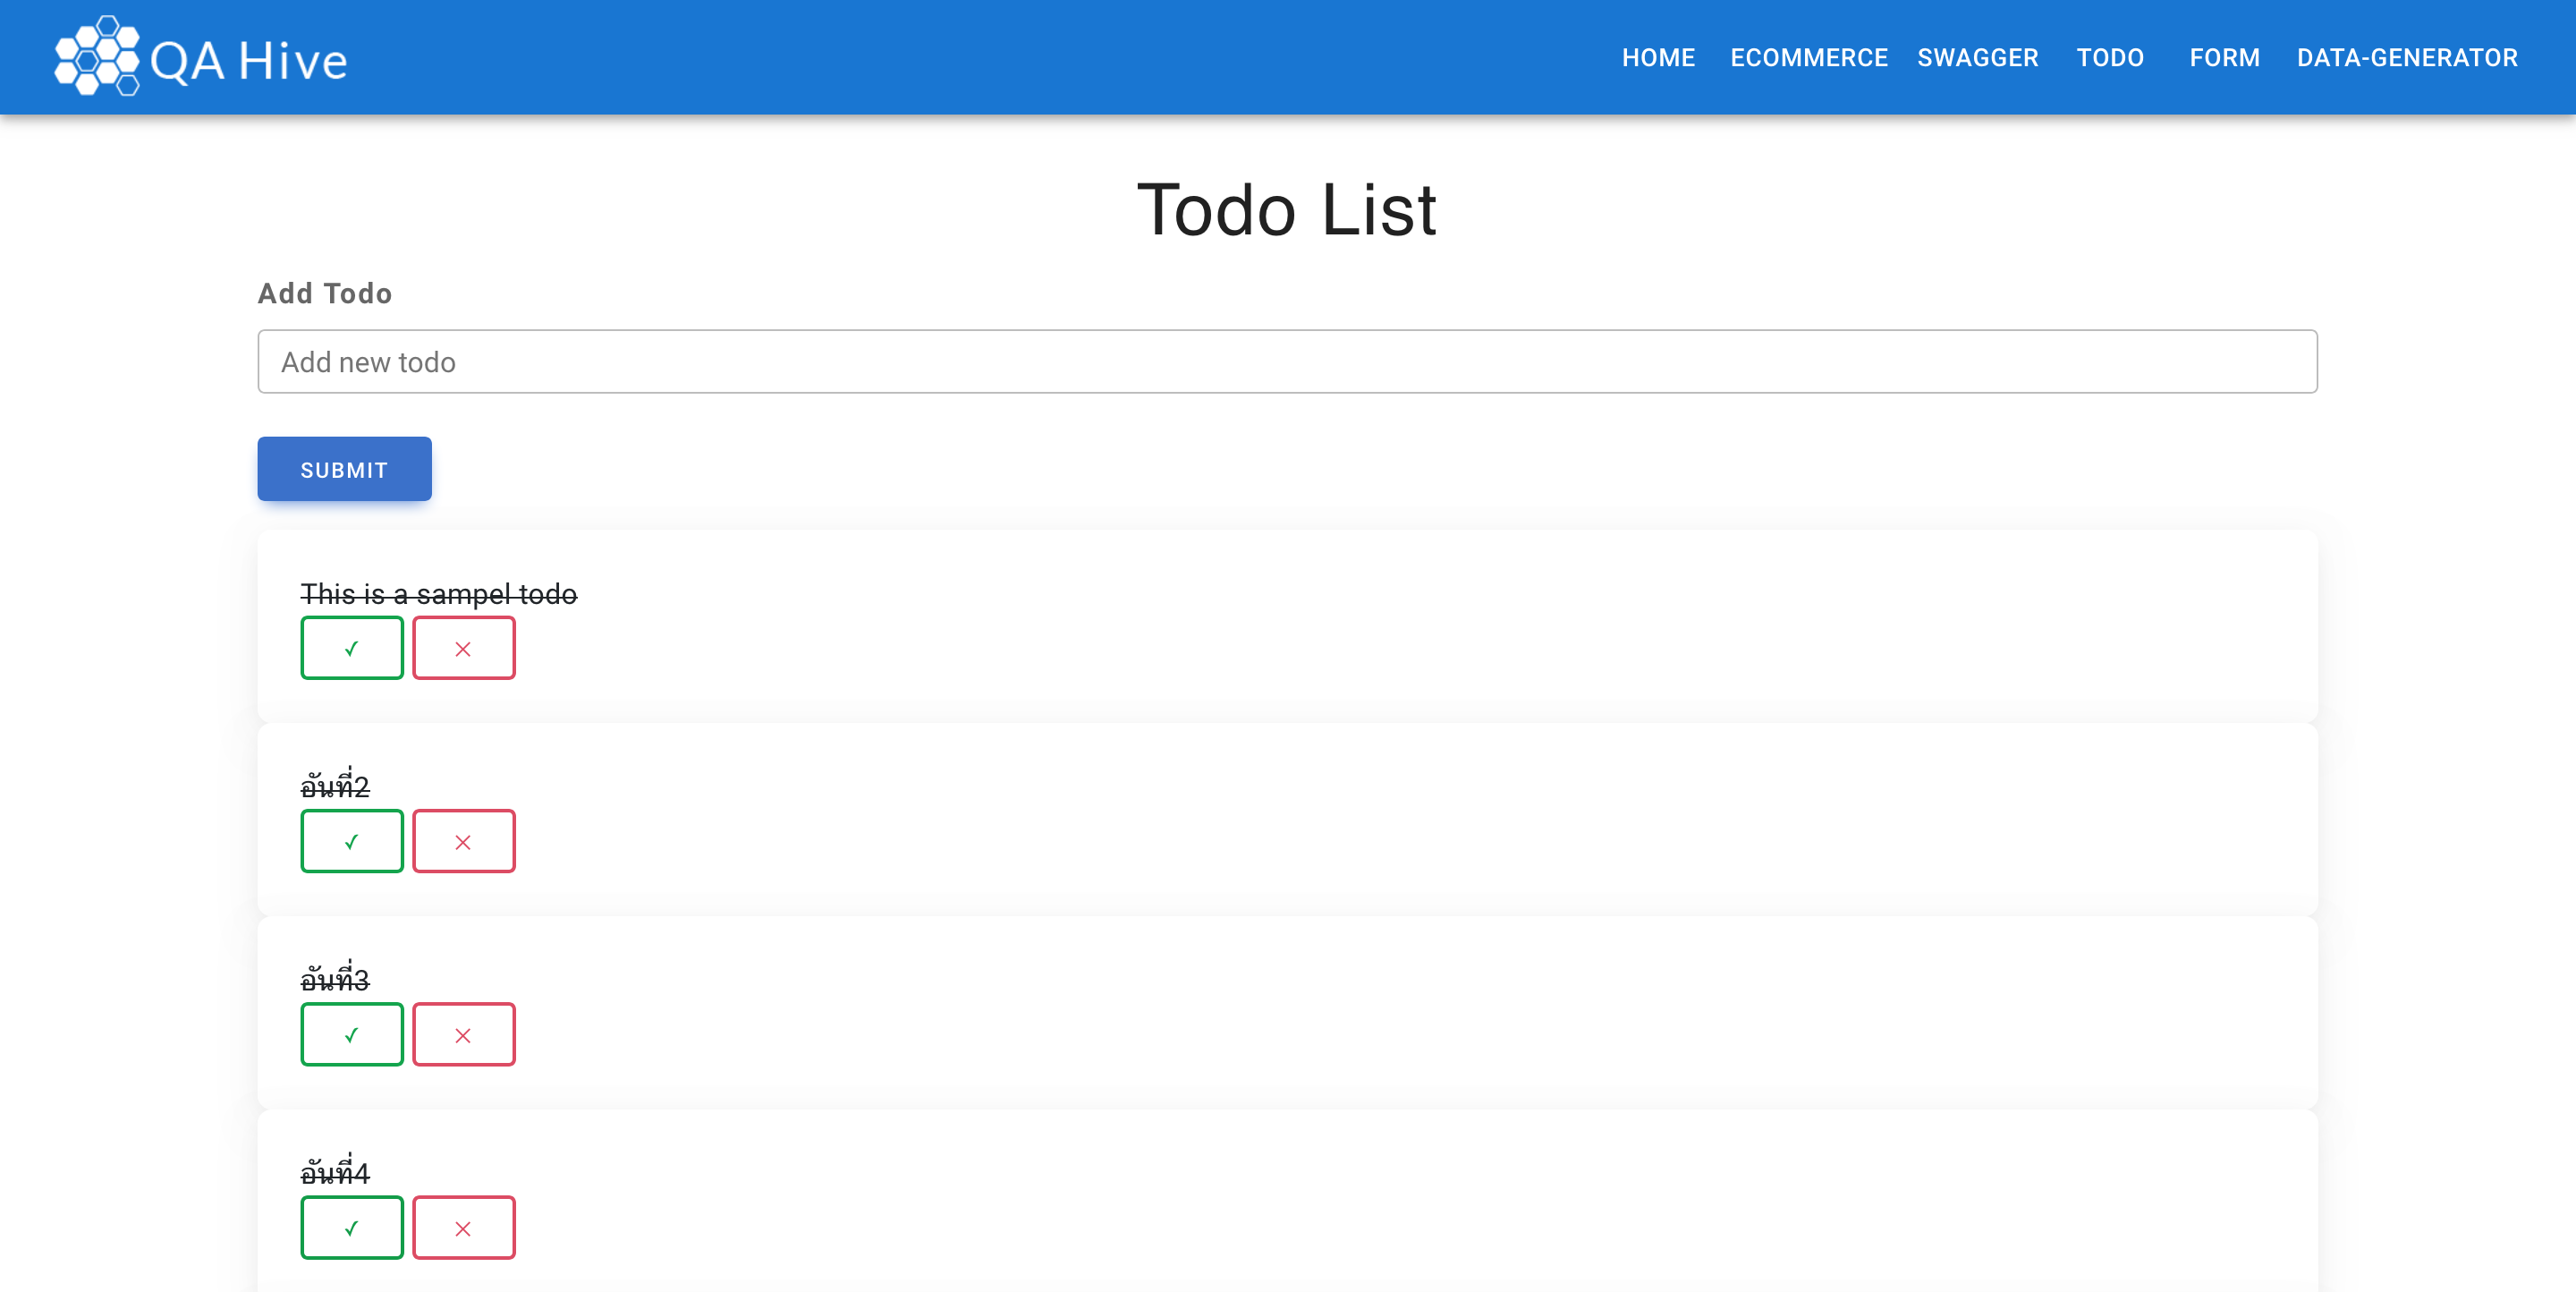 QA Hive
HOME ECOMMERCE SWAGGER TODO FORM DATA-GENERATOR
Todo List
Add Todo
Add new todo
SUBMIT
This is a sampel todo
✓ ×
อันที่2
✓ ×
อันที่3
✓ ×
อันที่4
✓ ×